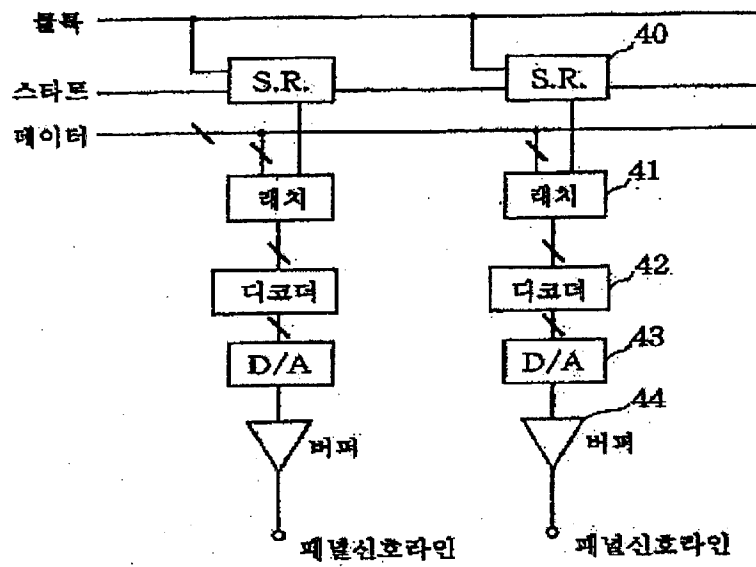 클록
40
S.R.
S.R.
스타트
데이터
41
래치
래치
42
디코더
디코더
43
D/A
D/A
44
버퍼
버퍼
패널신호라인
패널신호라인